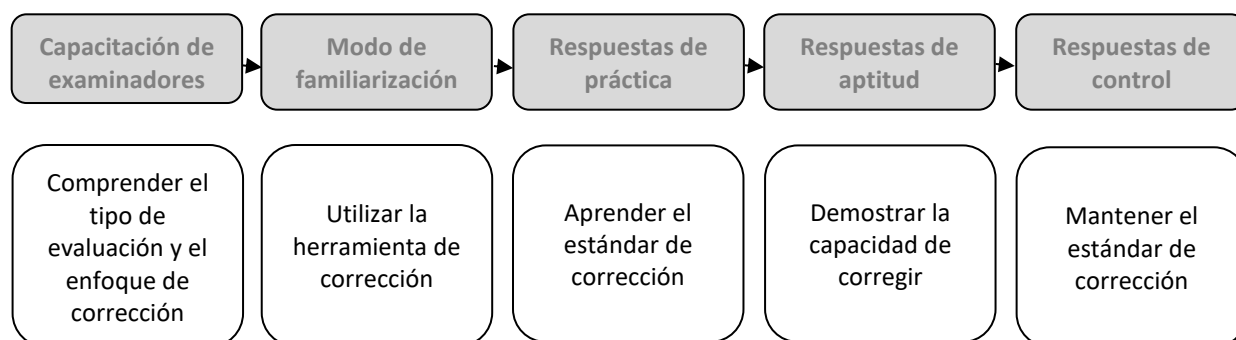 Capacitación de
examinadores
Modo de
familiarización
Respuestas de
práctica
Respuestas de
aptitud
Respuestas de
control
Comprender el
tipo de
evaluación y el
enfoque de
corrección
Utilizar la
herramienta de
corrección
Aprender el
estándar de
corrección
Demostrar la
capacidad de
corregir
Mantener el
estándar de
corrección